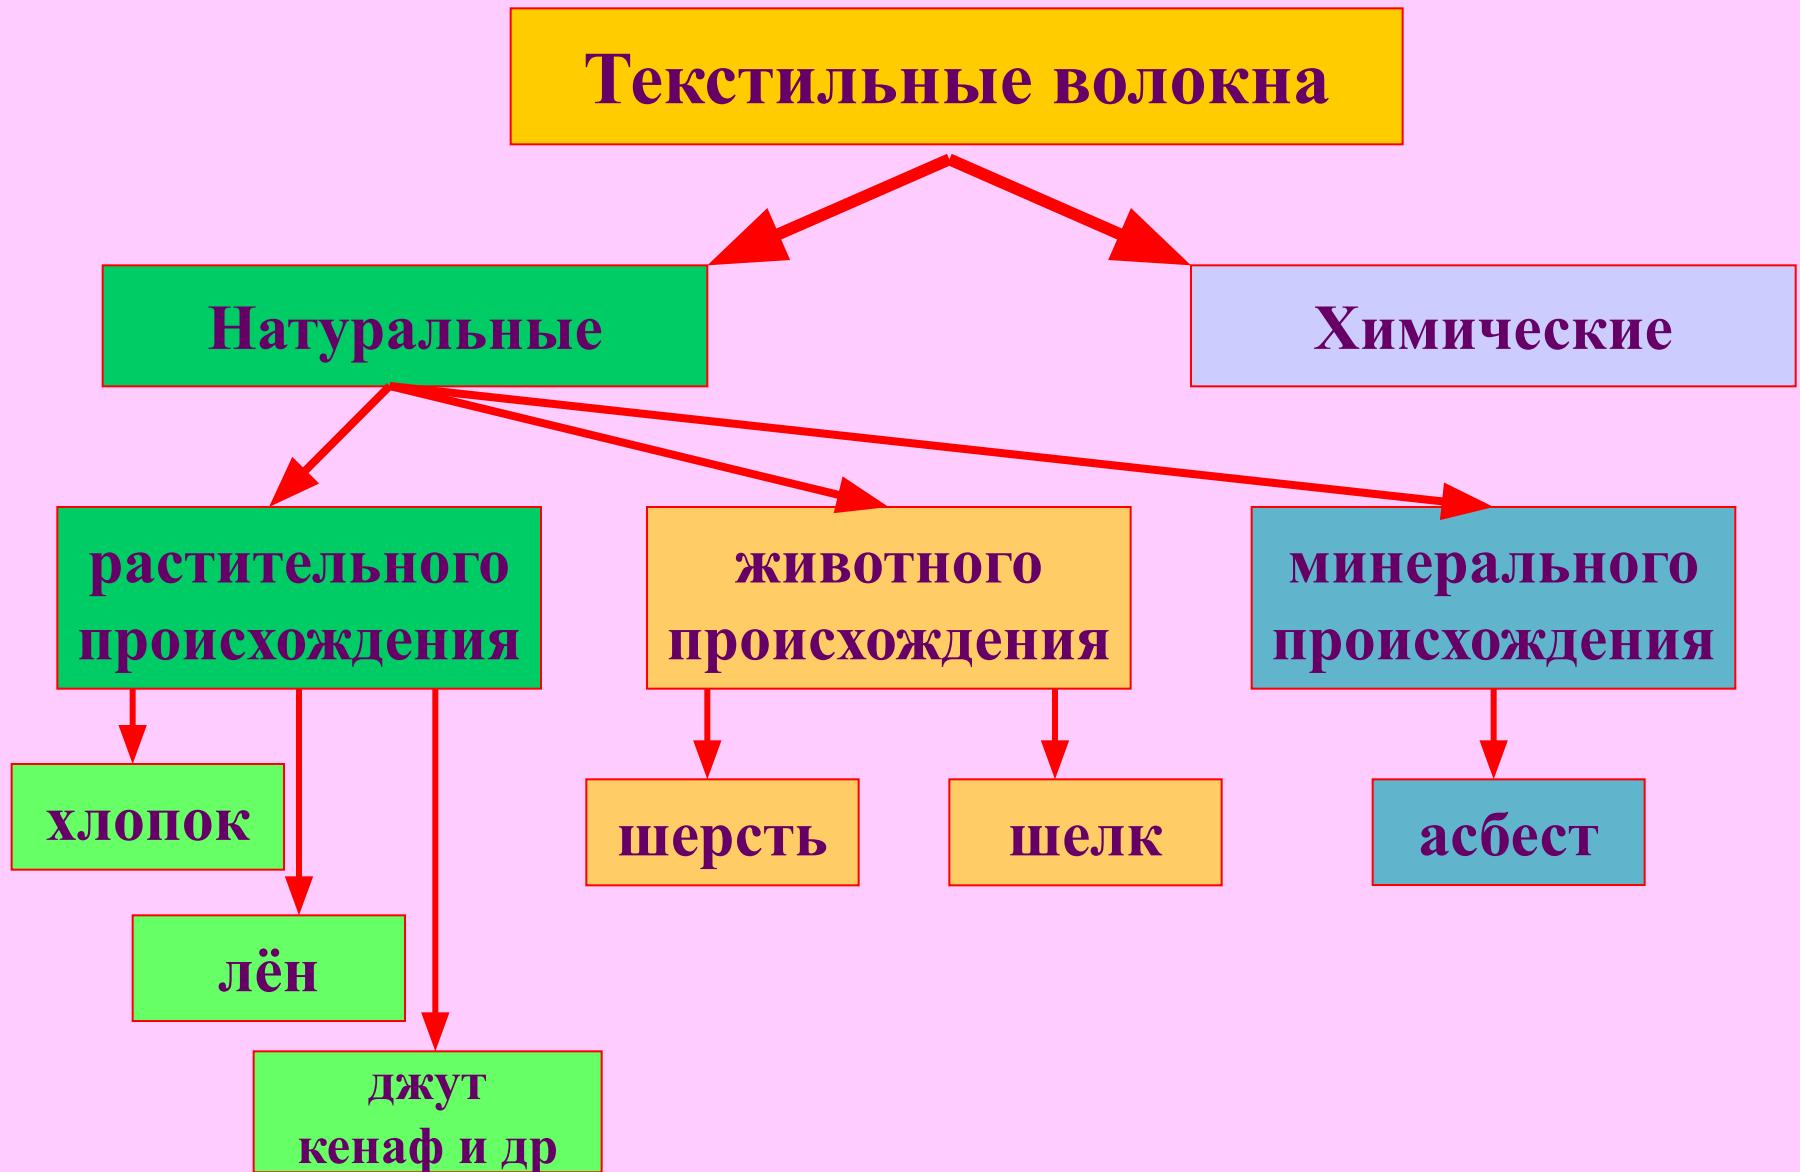 Текстильные волокна
Натуральные
Химические
растительного
происхождения
животного
происхождения
минерального
происхождения
хлопок
шерсть
шелк
асбест
лён
джут
кенаф и др